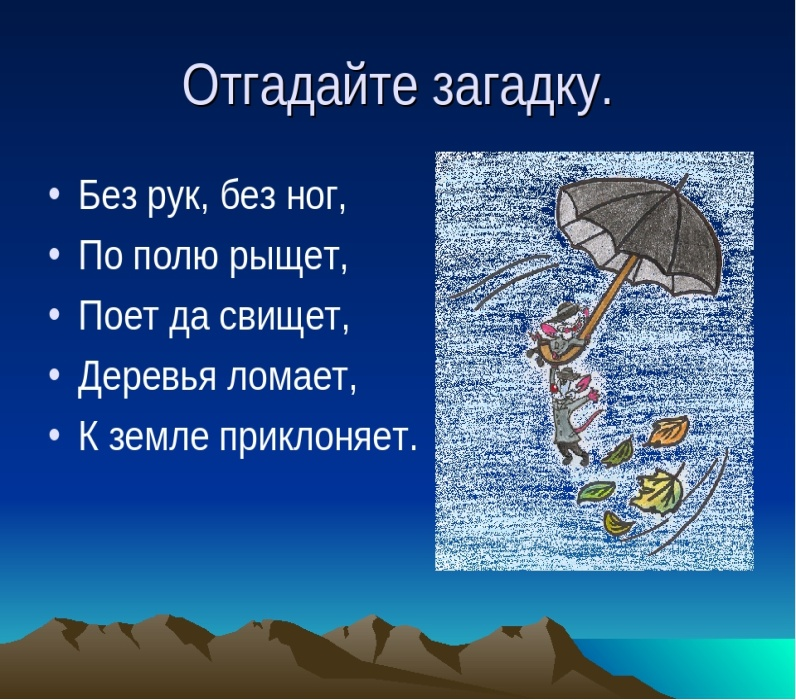 Отгадайте загадку.
• Без рук, без ног,
• По полю рыщет,
• Поет да свищет,
• Деревья ломает,
• К земле приклоняет.